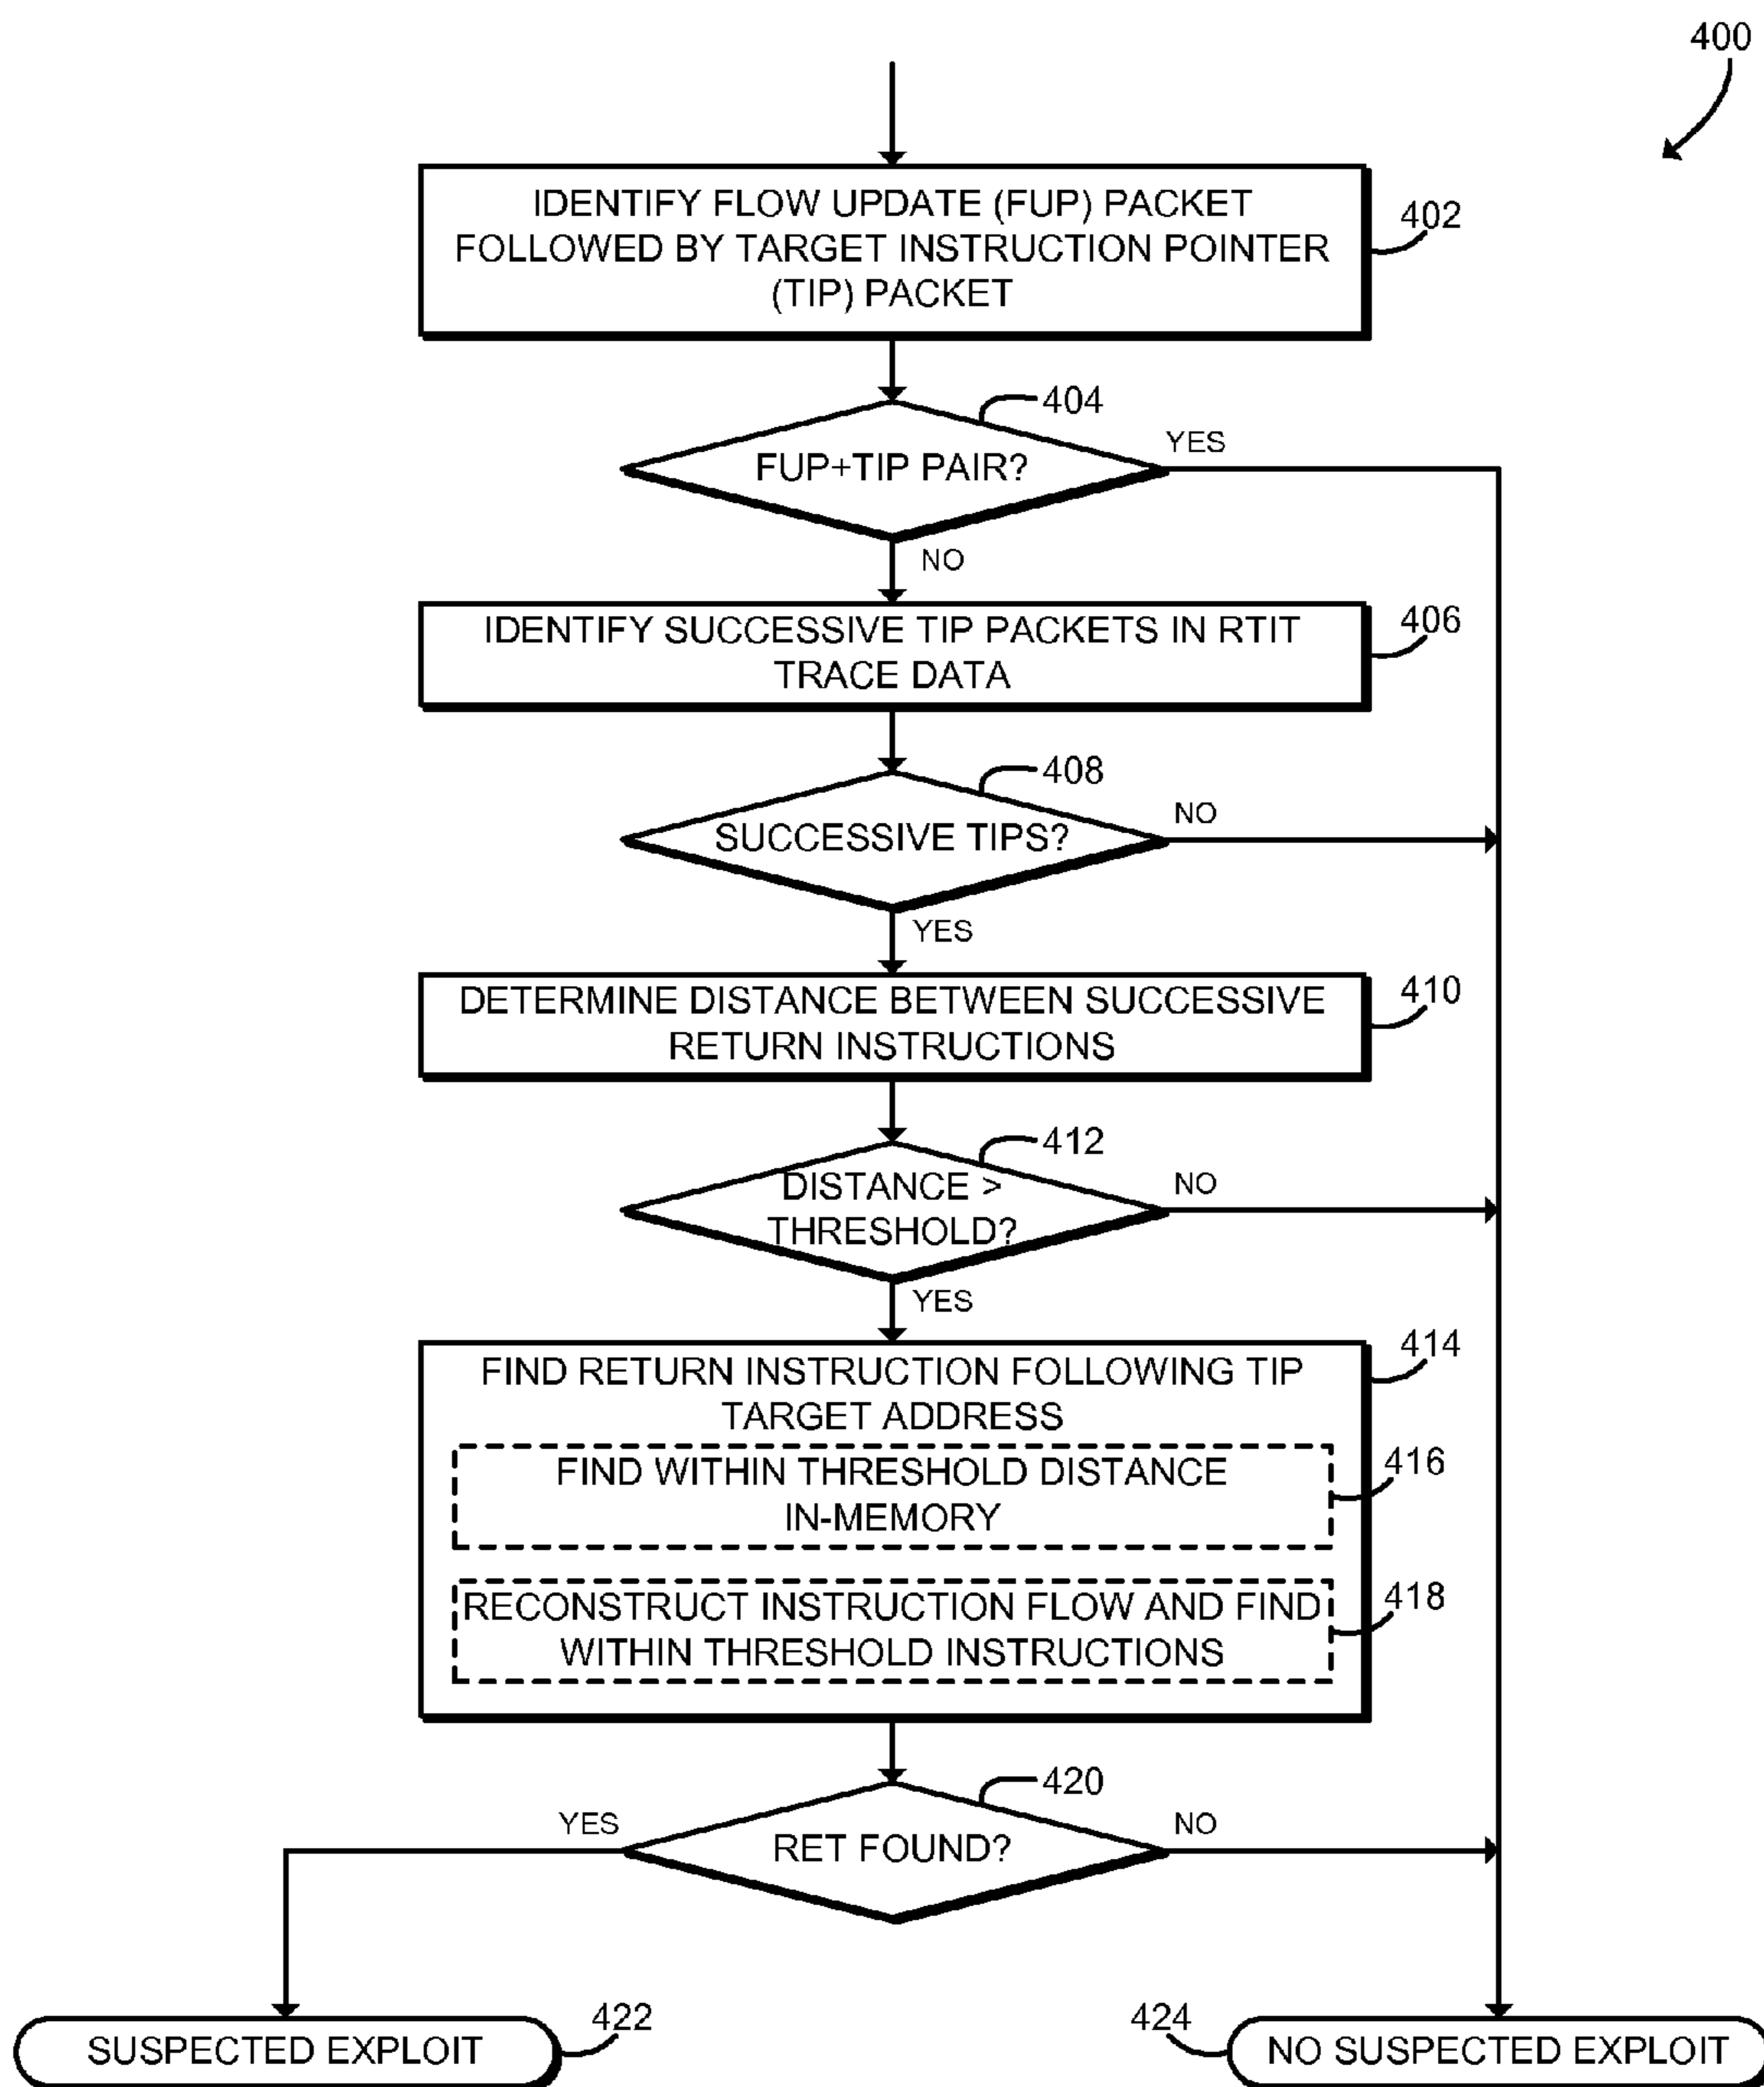 400
IDENTIFY FLOW UPDATE (FUP) PACKET
FOLLOWED BY TARGET INSTRUCTION POINTER
(TIP) PACKET
402
404
FUP+TIP PAIR?
YES
NO
IDENTIFY SUCCESSIVE TIP PACKETS IN RTIT
TRACE DATA
406
408
SUCCESSIVE TIPS?
NO
YES
DETERMINE DISTANCE BETWEEN SUCCESSIVE
RETURN INSTRUCTIONS
410
412
DISTANCE >
THRESHOLD?
NO
YES
FIND RETURN INSTRUCTION FOLLOWING TIP
TARGET ADDRESS
414
FIND WITHIN THRESHOLD DISTANCE
IN-MEMORY
416
RECONSTRUCT INSTRUCTION FLOW AND FIND
WITHIN THRESHOLD INSTRUCTIONS
418
420
RET FOUND?
YES
NO
SUSPECTED EXPLOIT
422
424
NO SUSPECTED EXPLOIT